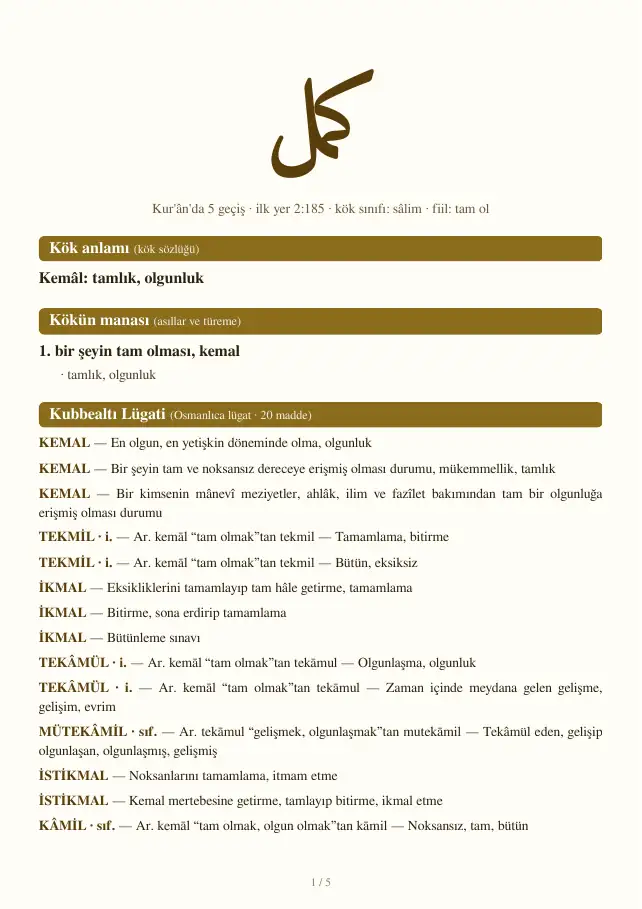 كمل
Kur'ân'da 5 geçiş · ilk yer 2:185 · kök sınıfı: sâlim · fiil: tam ol
Kök anlamı (kök sözlüğü)
Kemâl: tamlık, olgunluk
Kökün manası (asıllar ve türeme)
1. bir şeyin tam olması, kemal
· tamlık, olgunluk
Kubbealtı Lügati (Osmanlıca lügat · 20 madde)
KEMAL — En olgun, en yetişkin döneminde olma, olgunluk
KEMAL — Bir şeyin tam ve noksansız dereceye erişmiş olması durumu, mükemmellik, tamlık
KEMAL — Bir kimsenin mânevî meziyetler, ahlâk, ilim ve fazîlet bakımından tam bir olgunluğa
erişmiş olması durumu
TEKMİL · i. — Ar. kemāl “tam olmak”tan tekmil — Tamamlama, bitirme
TEKMİL · i. — Ar. kemāl “tam olmak”tan tekmil — Bütün, eksiksiz
İKMAL — Eksikliklerini tamamlayıp tam hâle getirme, tamamlama
İKMAL — Bitirme, sona erdirip tamamlama
İKMAL — Bütünleme sınavı
TEKÂMÜL · i. — Ar. kemāl “tam olmak”tan tekāmul — Olgunlaşma, olgunluk
TEKÂMÜL · i. — Ar. kemāl “tam olmak”tan tekāmul — Zaman içinde meydana gelen gelişme,
gelişim, evrim
MÜTEKÂMİL · sıf. — Ar. tekāmul “gelişmek, olgunlaşmak”tan mutekāmil — Tekâmül eden, gelişip
olgunlaşan, olgunlaşmış, gelişmiş
İSTİKMAL — Noksanlarını tamamlama, itmam etme
İSTİKMAL — Kemal mertebesine getirme, tamlayıp bitirme, ikmal etme
KÂMİL · sıf. — Ar. kemāl “tam olmak, olgun olmak”tan kāmil — Noksansız, tam, bütün
1 / 5